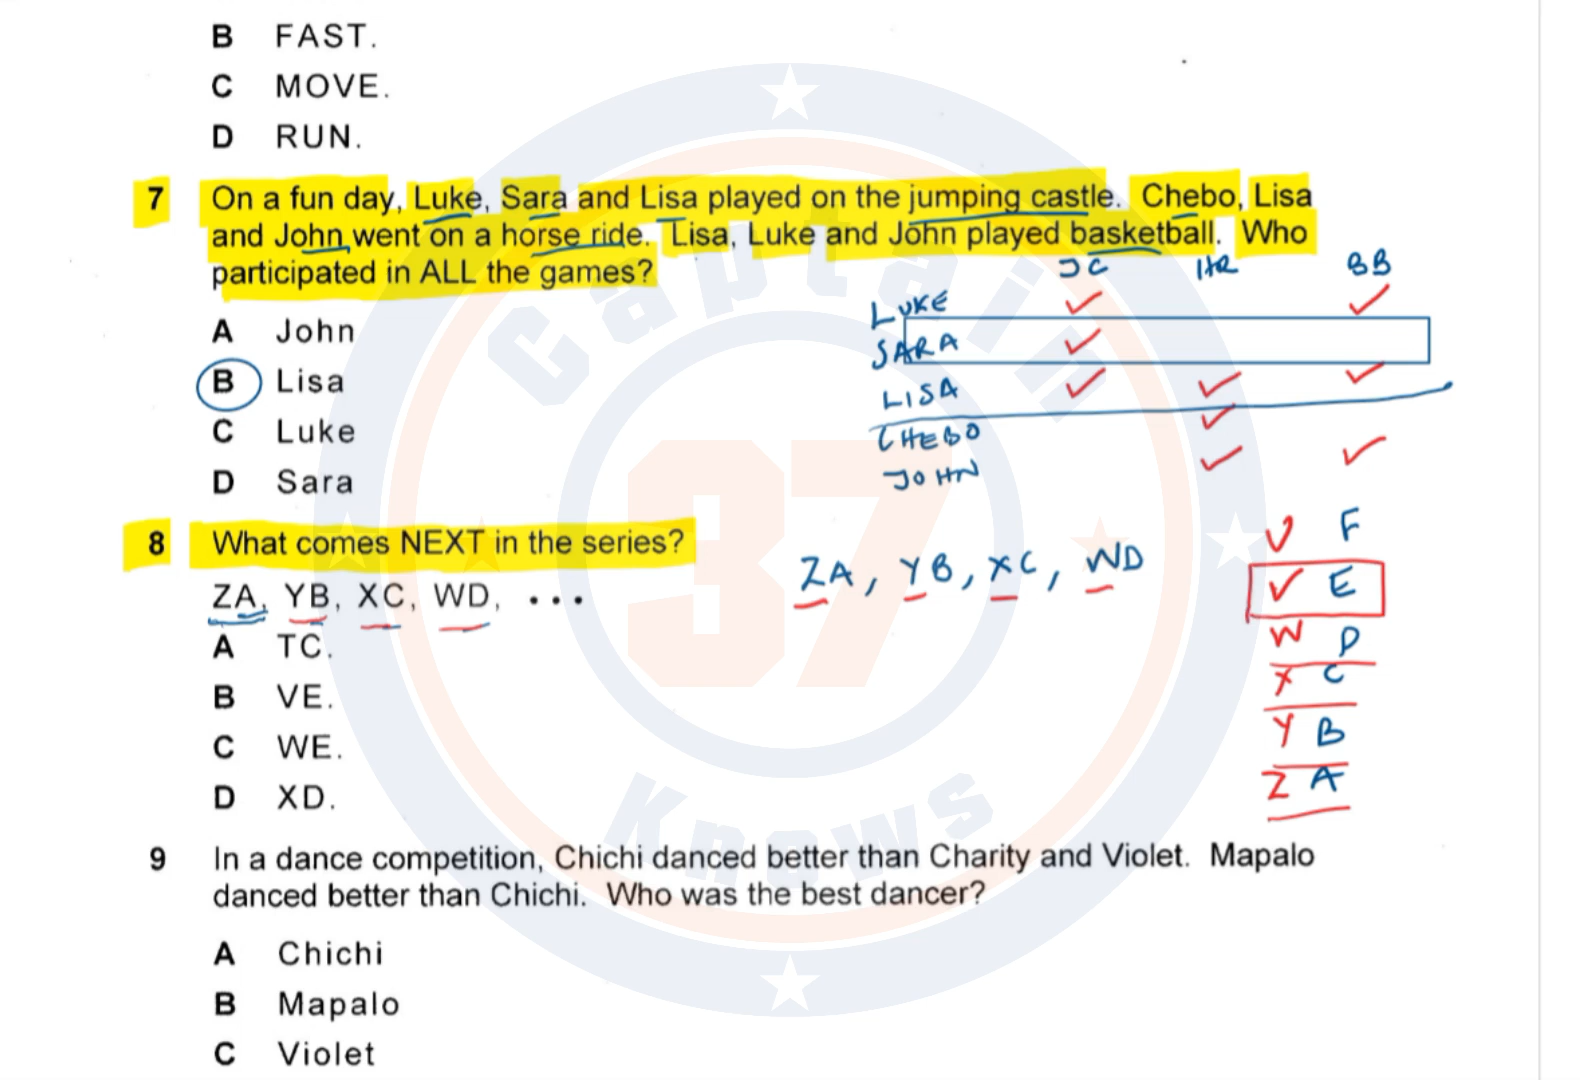 B FAST.
C MOVE.
D RUN.
7 On a fun day, Luke, Sara and Lisa played on the jumping castle. Chebo, Lisa
and John went on a horse ride. Lisa, Luke and John played basketball. Who
participated in ALL the games?
JC HR BB
A John
B Lisa
C Luke
D Sara
LUKE ✓ ✓
SARA ✓
LISA ✓ ✓ ✓
CHEBO ✓
JOHN ✓ ✓
8 What comes NEXT in the series?
ZA, YB, XC, WD, ...
A TC.
B VE.
C WE.
D XD.
ZA, YB, XC, WD
V F
V E
W D
X C
Y B
Z A
9 In a dance competition, Chichi danced better than Charity and Violet. Mapalo
danced better than Chichi. Who was the best dancer?
A Chichi
B Mapalo
C Violet
Captain
37
Knows